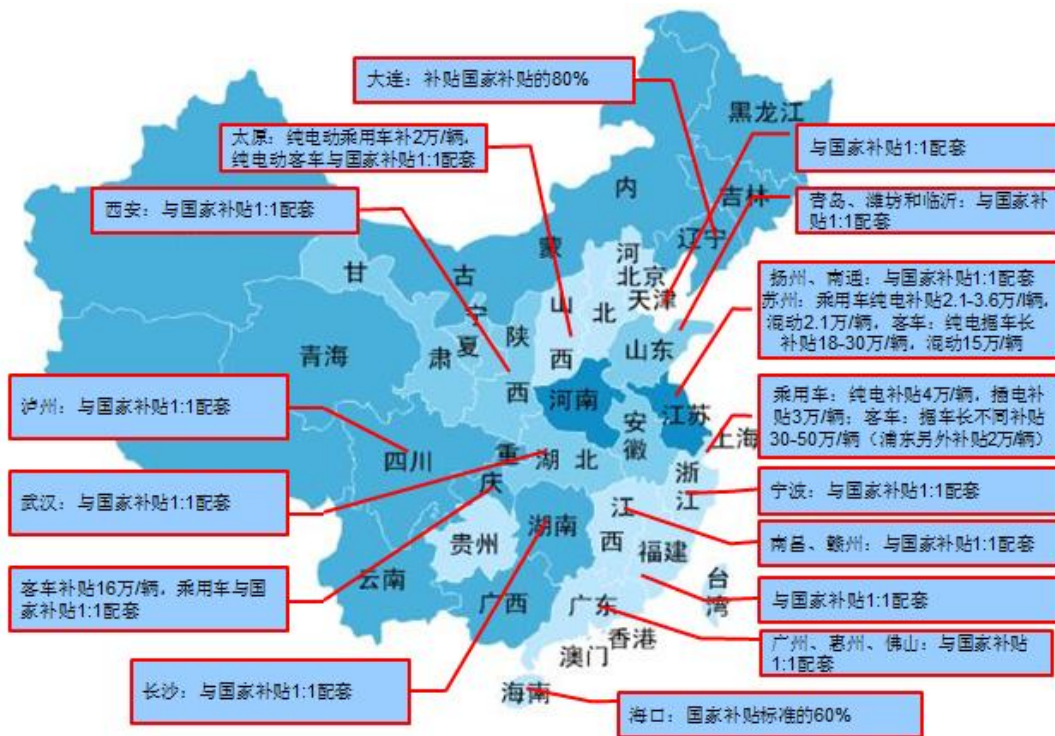 大连：补贴国家补贴的80%
太原：纯电动乘用车补2万/辆，
纯电动客车与国家补贴1:1配套
西安：与国家补贴1:1配套
与国家补贴1:1配套
青岛、潍坊和临沂：与国家补
贴1:1配套
扬州、南通：与国家补贴1:1配套
苏州：乘用车纯电补贴2.1-3.6万/辆，
混动2.1万/辆，客车：纯电据车长
补贴18-30万/辆，混动15万/辆
乘用车：纯电补贴4万/辆，插电补
贴3万/辆；客车：据车长不同补贴
30-50万/辆（浦东另外补贴2万/辆）
泸州：与国家补贴1:1配套
武汉：与国家补贴1:1配套
宁波：与国家补贴1:1配套
南昌、赣州：与国家补贴1:1配套
客车补贴16万/辆，乘用车与国
家补贴1:1配套
与国家补贴1:1配套
广州、惠州、佛山：与国家补贴
1:1配套
长沙：与国家补贴1:1配套
海口：国家补贴标准的60%
黑龙江
吉林
辽宁
内蒙古
河北
北京
天津
山西
山东
甘肃
宁夏
陕西
青海
河南
江苏
安徽
上海
四川
重庆
湖北
浙江
湖南
江西
福建
贵州
云南
广西
广东
台湾
香港
澳门
海南